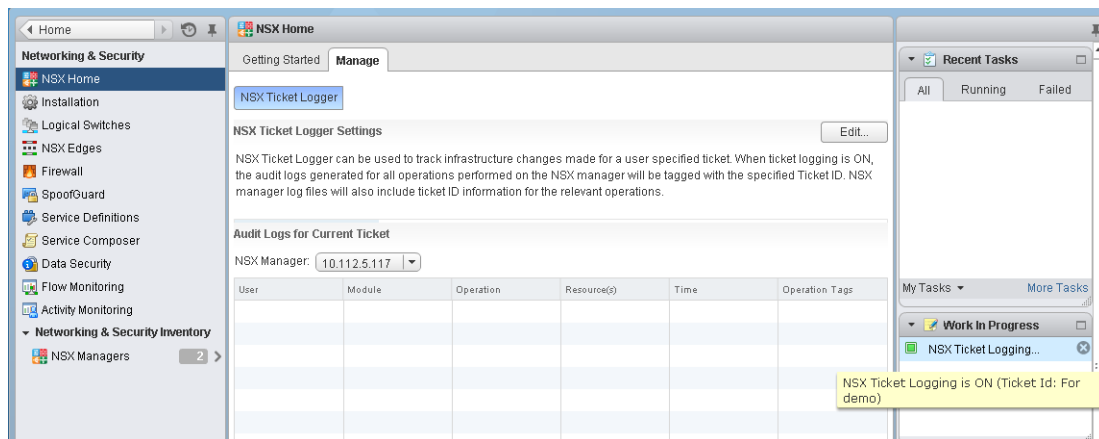 Home
Networking & Security
NSX Home
Installation
Logical Switches
NSX Edges
Firewall
SpoofGuard
Service Definitions
Service Composer
Data Security
Flow Monitoring
Activity Monitoring
Networking & Security Inventory
NSX Managers 2
NSX Home
Getting Started Manage
NSX Ticket Logger
NSX Ticket Logger Settings Edit...
NSX Ticket Logger can be used to track infrastructure changes made for a user specified ticket. When ticket logging is ON,
the audit logs generated for all operations performed on the NSX manager will be tagged with the specified Ticket ID. NSX
manager log files will also include ticket ID information for the relevant operations.
Audit Logs for Current Ticket
NSX Manager: 10.112.5.117
User Module Operation Resource(s) Time Operation Tags
Recent Tasks
All Running Failed
My Tasks More Tasks
Work In Progress
NSX Ticket Logging...
NSX Ticket Logging is ON (Ticket Id: For
demo)